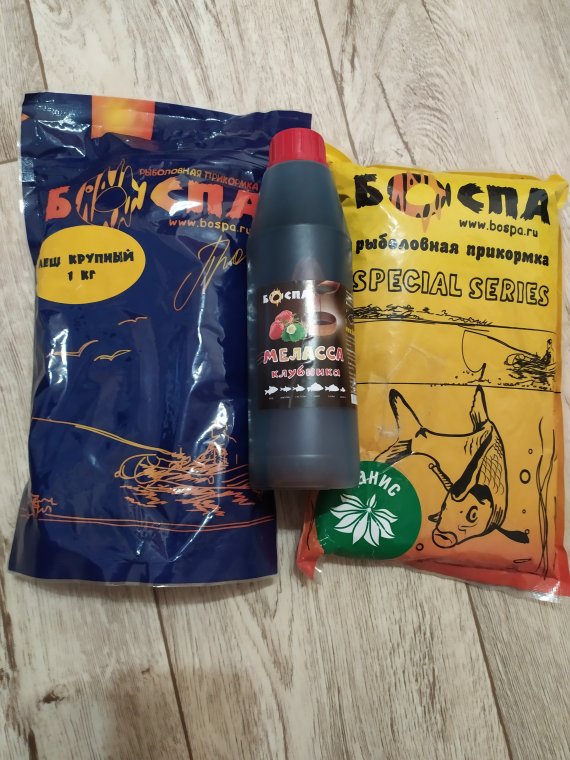 РЫБОЛОВНАЯ ПРИКОРМКА
БОСПА
www.bospa.ru
ЛЕЩ КРУПНЫЙ
1 КГ
БОСПА
МЕЛАССА
клубника
БОСПА
www.bospa.ru
рыболовная прикормка
SPECIAL SERIES
анис